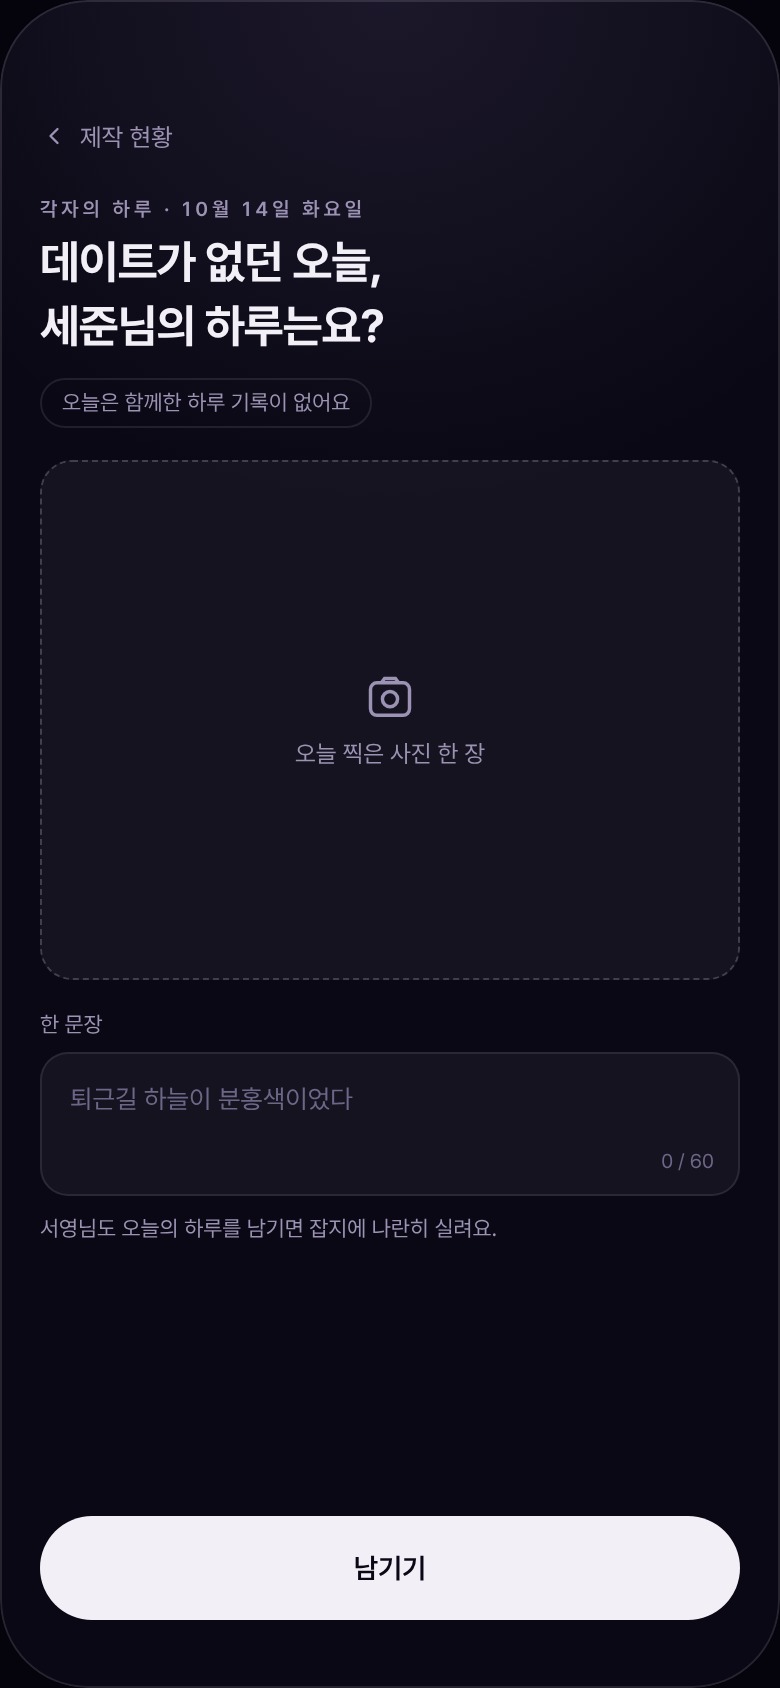 제작 현황
각자의 하루 · 10월 14일 화요일
데이트가 없던 오늘,
세준님의 하루는요?
오늘은 함께한 하루 기록이 없어요
오늘 찍은 사진 한 장
한 문장
퇴근길 하늘이 분홍색이었다
0 / 60
서영님도 오늘의 하루를 남기면 잡지에 나란히 실려요.
남기기